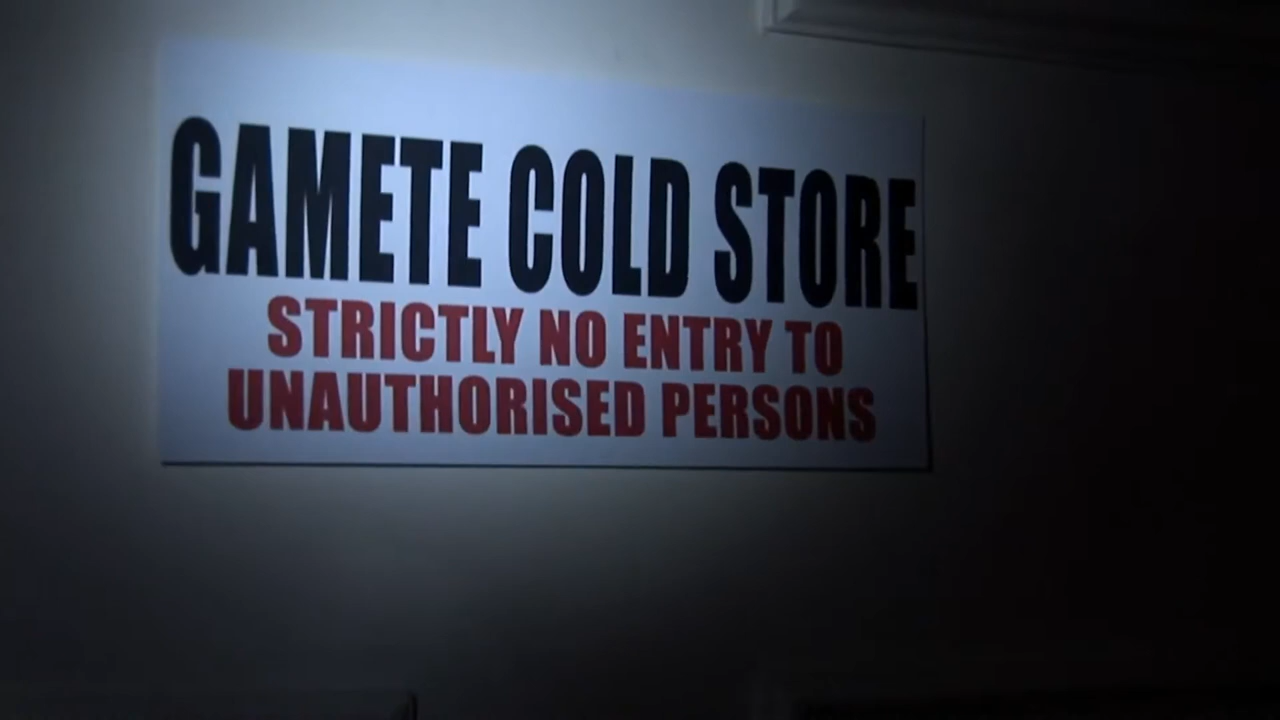 GAMETE COLD STORE
STRICTLY NO ENTRY TO
UNAUTHORISED PERSONS